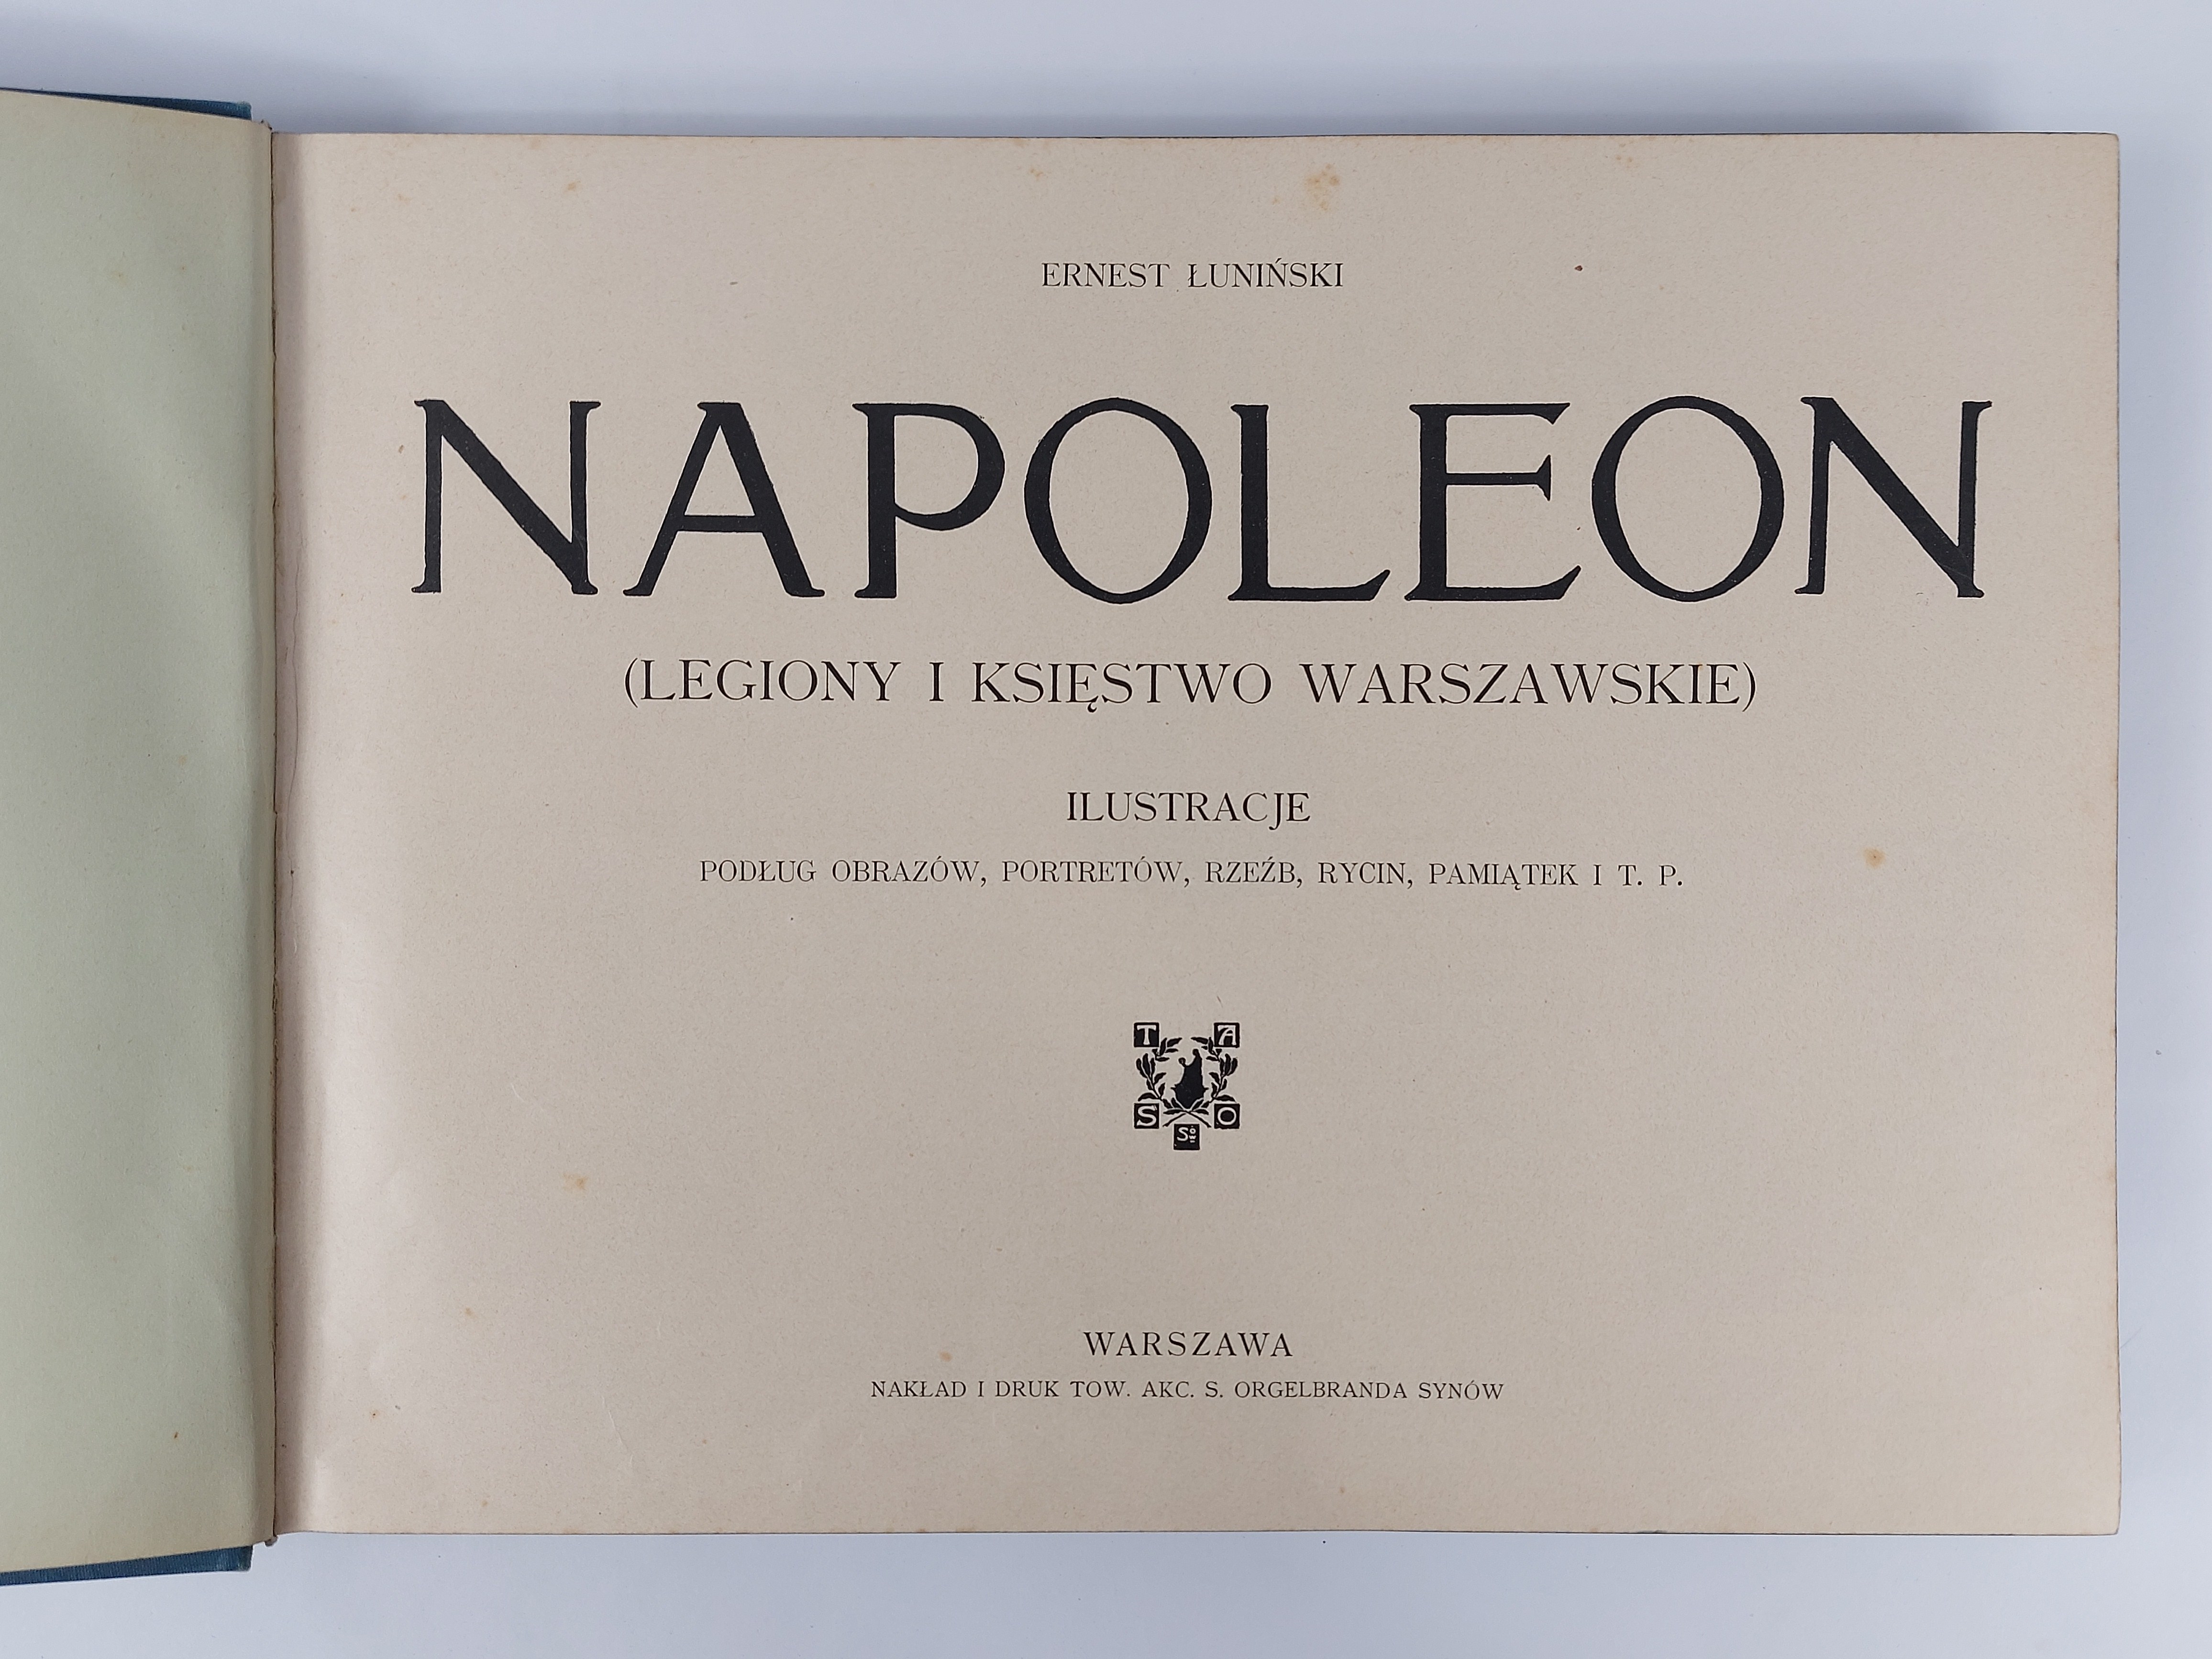 ERNEST ŁUNIŃSKI
NAPOLEON
(LEGIONY I KSIĘSTWO WARSZAWSKIE)
ILUSTRACJE
PODŁUG OBRAZÓW, PORTRETÓW, RZEŹB, RYCIN, PAMIĄTEK I T. P.
T A
S O
WARSZAWA
NAKŁAD I DRUK TOW. AKC. S. ORGELBRANDA SYNÓW